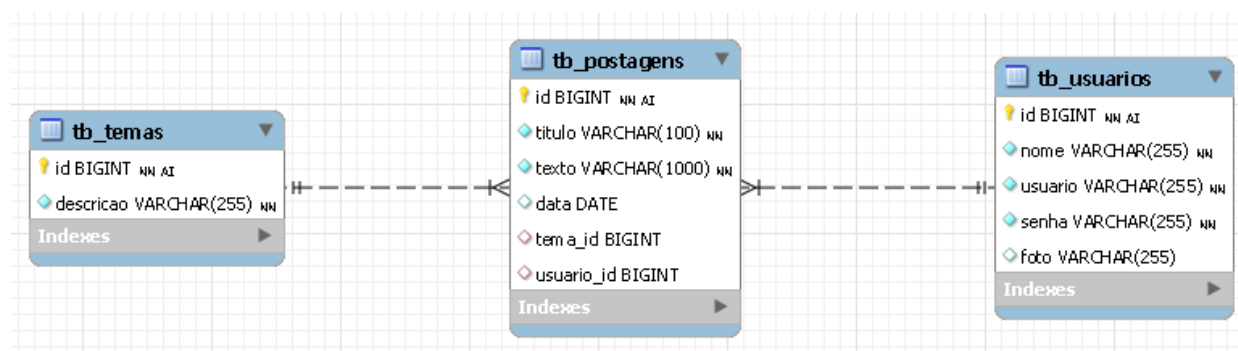 tb_temas
id BIGINT NN AI
descricao VARCHAR(255) NN
Indexes
tb_postagens
id BIGINT NN AI
titulo VARCHAR(100) NN
texto VARCHAR(1000) NN
data DATE
tema_id BIGINT
usuario_id BIGINT
Indexes
tb_usuarios
id BIGINT NN AI
nome VARCHAR(255) NN
usuario VARCHAR(255) NN
senha VARCHAR(255) NN
foto VARCHAR(255)
Indexes